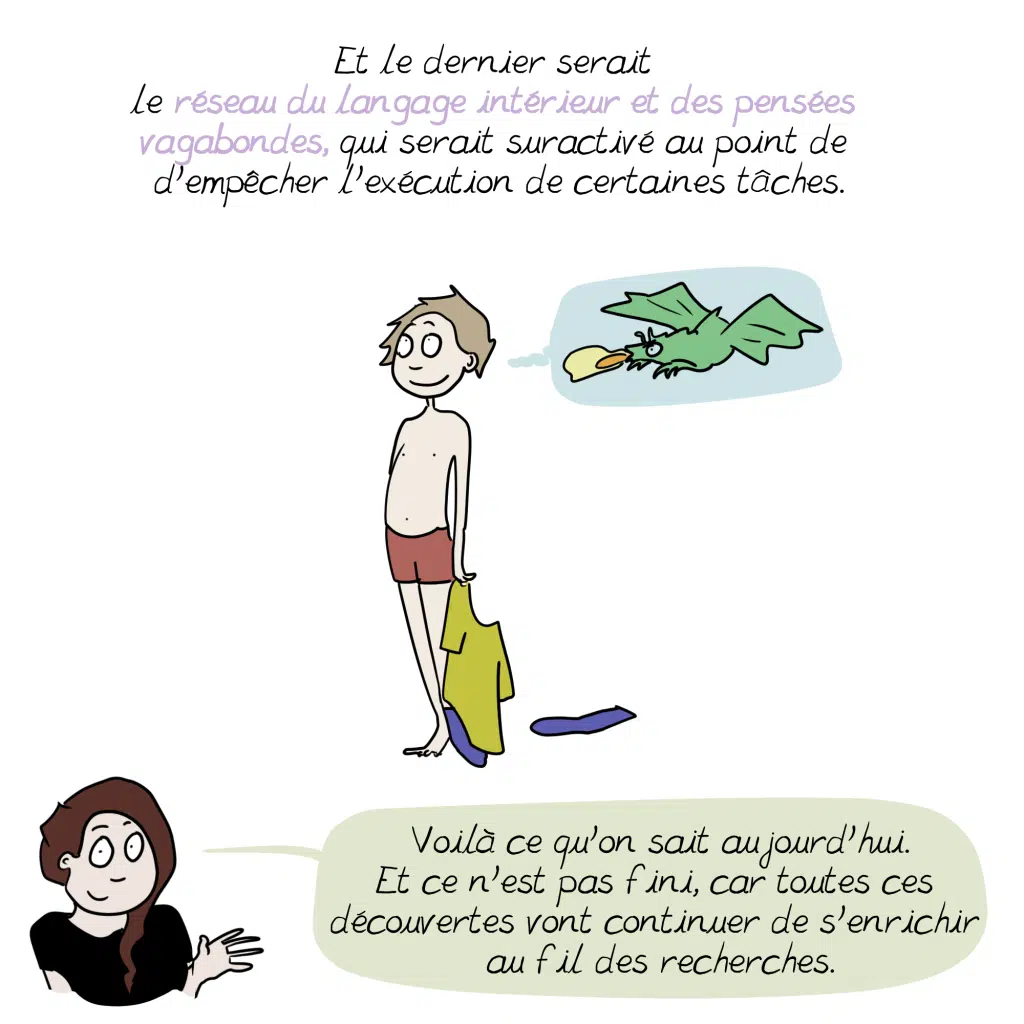 Et le dernier serait
le réseau du langage intérieur et des pensées
vagabondes, qui serait suractivé au point de
d'empêcher l'exécution de certaines tâches.
Voilà ce qu'on sait aujourd'hui.
Et ce n'est pas fini, car toutes ces
découvertes vont continuer de s'enrichir
au fil des recherches.